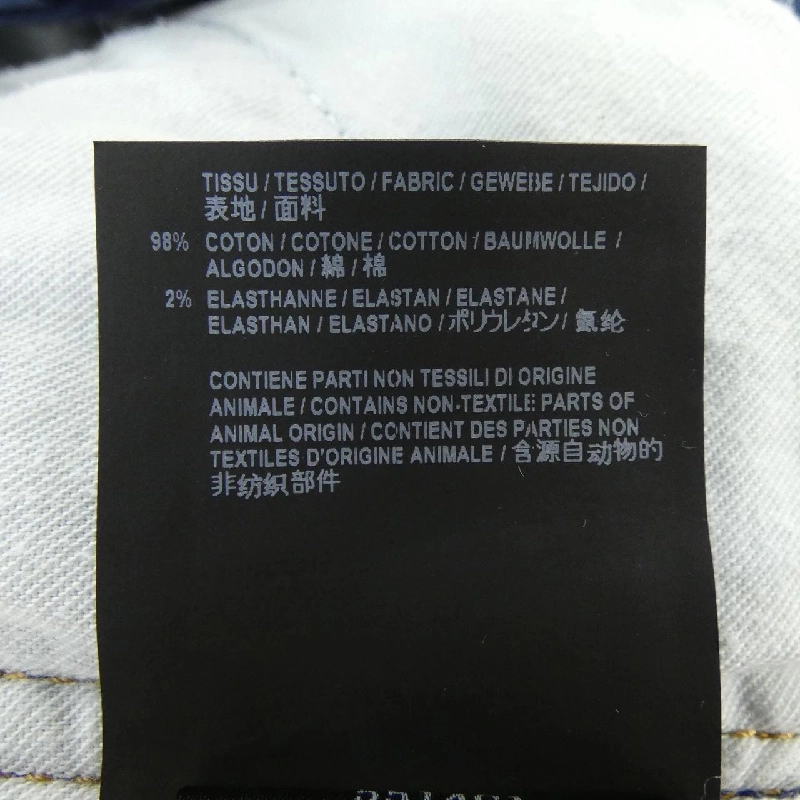 TISSU / TESSUTO / FABRIC / GEWEBE / TEJIDO /
表地 / 面料
98% COTON / COTONE / COTTON / BAUMWOLLE /
ALGODON / 綿 / 棉
2% ELASTHANNE / ELASTAN / ELASTANE /
ELASTHAN / ELASTANO / ポリウレタン / 氨纶
CONTIENE PARTI NON TESSILI DI ORIGINE
ANIMALE / CONTAINS NON-TEXTILE PARTS OF
ANIMAL ORIGIN / CONTIENT DES PARTIES NON
TEXTILES D'ORIGINE ANIMALE / 含源自动物的
非纺织部件